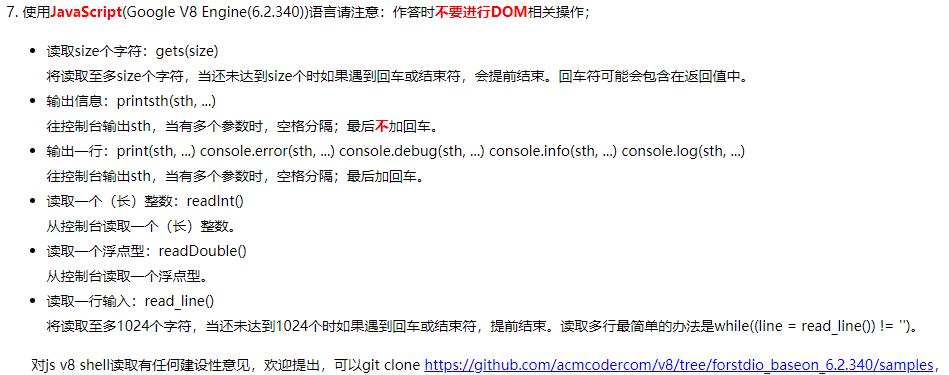 7. 使用JavaScript(Google V8 Engine(6.2.340))语言请注意：作答时不要进行DOM相关操作；
• 读取size个字符：gets(size)
将读取至多size个字符，当还未达到size个时如果遇到回车或结束符，会提前结束。回车符可能会包含在返回值中。
• 输出信息：printsth(sth, ...)
往控制台输出sth，当有多个参数时，空格分隔；最后不加回车。
• 输出一行：print(sth, ...) console.error(sth, ...) console.debug(sth, ...) console.info(sth, ...) console.log(sth, ...)
往控制台输出sth，当有多个参数时，空格分隔；最后加回车。
• 读取一个（长）整数：readInt()
从控制台读取一个（长）整数。
• 读取一个浮点型：readDouble()
从控制台读取一个浮点型。
• 读取一行输入：read_line()
将读取至多1024个字符，当还未达到1024个时如果遇到回车或结束符，提前结束。读取多行最简单的办法是while((line = read_line()) != '')。
对js v8 shell读取有任何建设性意见，欢迎提出，可以git clone https://github.com/acmcodercom/v8/tree/forstdio_baseon_6.2.340/samples，